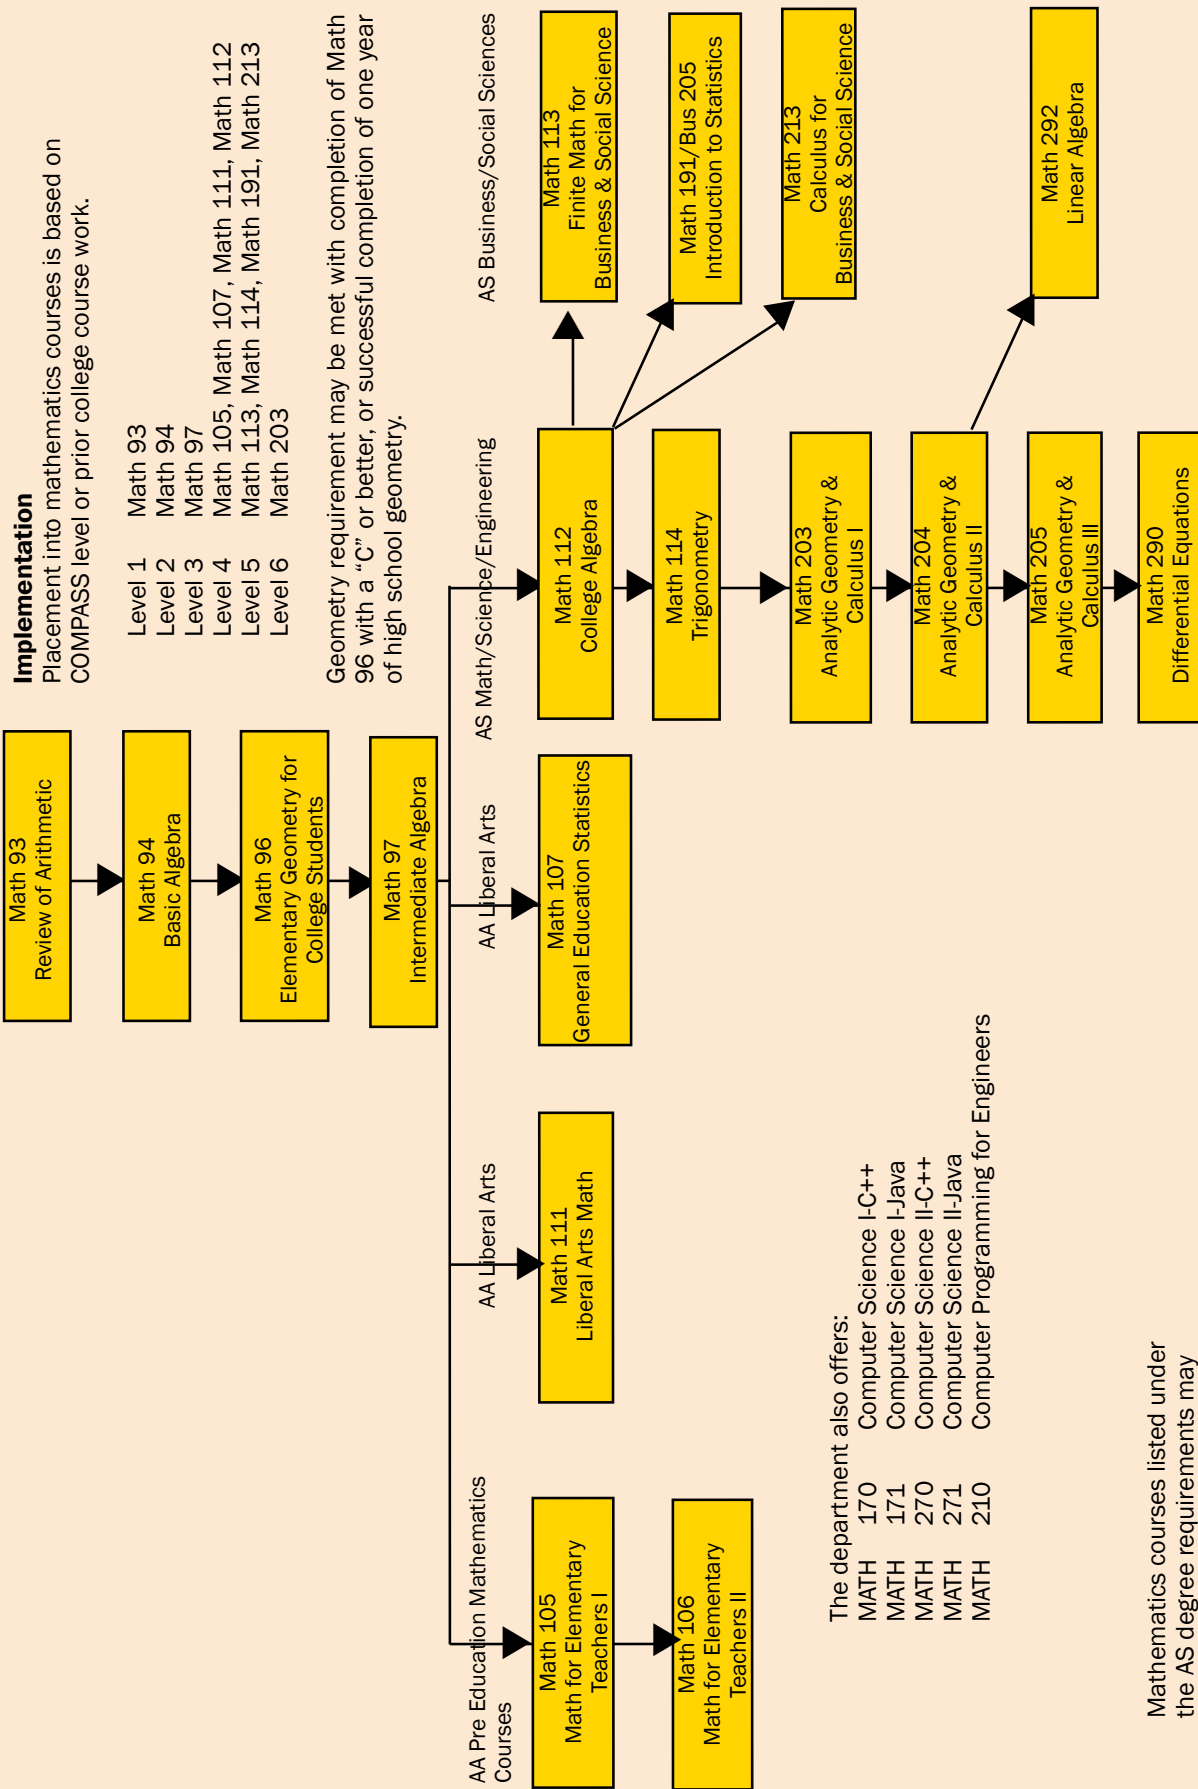 Implementation
Placement into mathematics courses is based on
COMPASS level or prior college course work.
Level 1 Math 93
Level 2 Math 94
Level 3 Math 97
Level 4 Math 105, Math 107, Math 111, Math 112
Level 5 Math 113, Math 114, Math 191, Math 213
Level 6 Math 203
Geometry requirement may be met with completion of Math
96 with a “C” or better, or successful completion of one year
of high school geometry.
Math 93
Review of Arithmetic
Math 94
Basic Algebra
Math 96
Elementary Geometry for
College Students
Math 97
Intermediate Algebra
AA Pre Education Mathematics
Courses
Math 105
Math for Elementary
Teachers I
Math 106
Math for Elementary
Teachers II
AA Liberal Arts
Math 111
Liberal Arts Math
AA Liberal Arts
Math 107
General Education Statistics
AS Math/Science/Engineering
Math 112
College Algebra
Math 114
Trigonometry
Math 203
Analytic Geometry &
Calculus I
Math 204
Analytic Geometry &
Calculus II
Math 205
Analytic Geometry &
Calculus III
Math 290
Differential Equations
AS Business/Social Sciences
Math 113
Finite Math for
Business & Social Science
Math 191/Bus 205
Introduction to Statistics
Math 213
Calculus for
Business & Social Science
Math 292
Linear Algebra
The department also offers:
MATH 170 Computer Science I-C++
MATH 171 Computer Science I-Java
MATH 270 Computer Science II-C++
MATH 271 Computer Science II-Java
MATH 210 Computer Programming for Engineers
Mathematics courses listed under
the AS degree requirements may